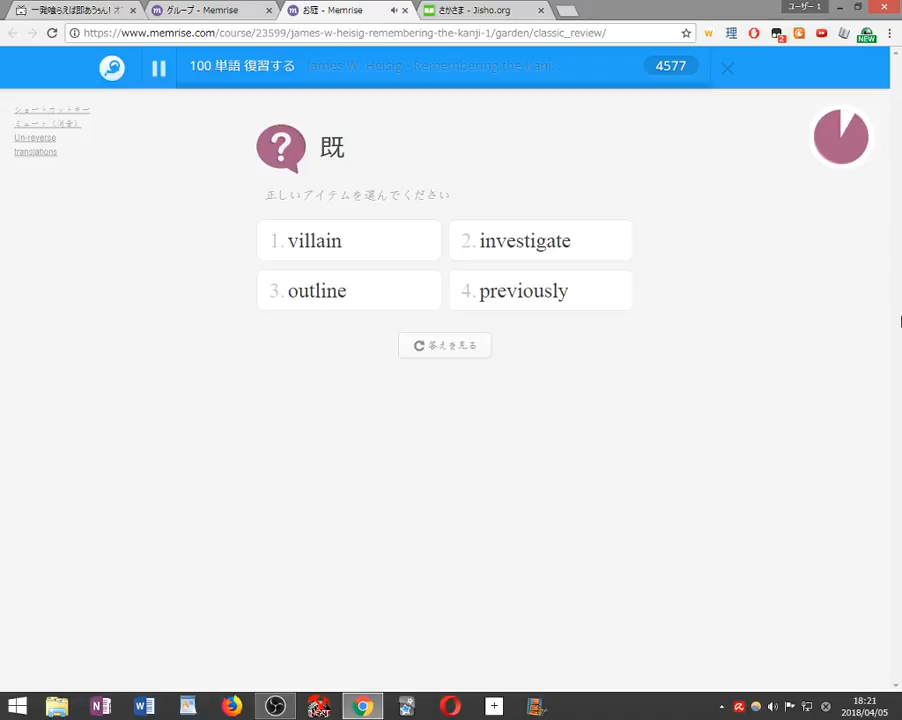 一発喰らえば即あうぅん! オ
グループ - Memrise
お庭 - Memrise
さかさま - Jisho.org
ユーザー 1
https://www.memrise.com/course/23599/james-w-heisig-remembering-the-kanji-1/garden/classic_review/
100 単語 復習する
James W. Heisig - Remembering the Kanji...
4577
ショートカットキー
ミュート (消音)
Un-reverse
translations
既
正しいアイテムを選んでください
1. villain
2. investigate
3. outline
4. previously
答えを見る
18:21
2018/04/05